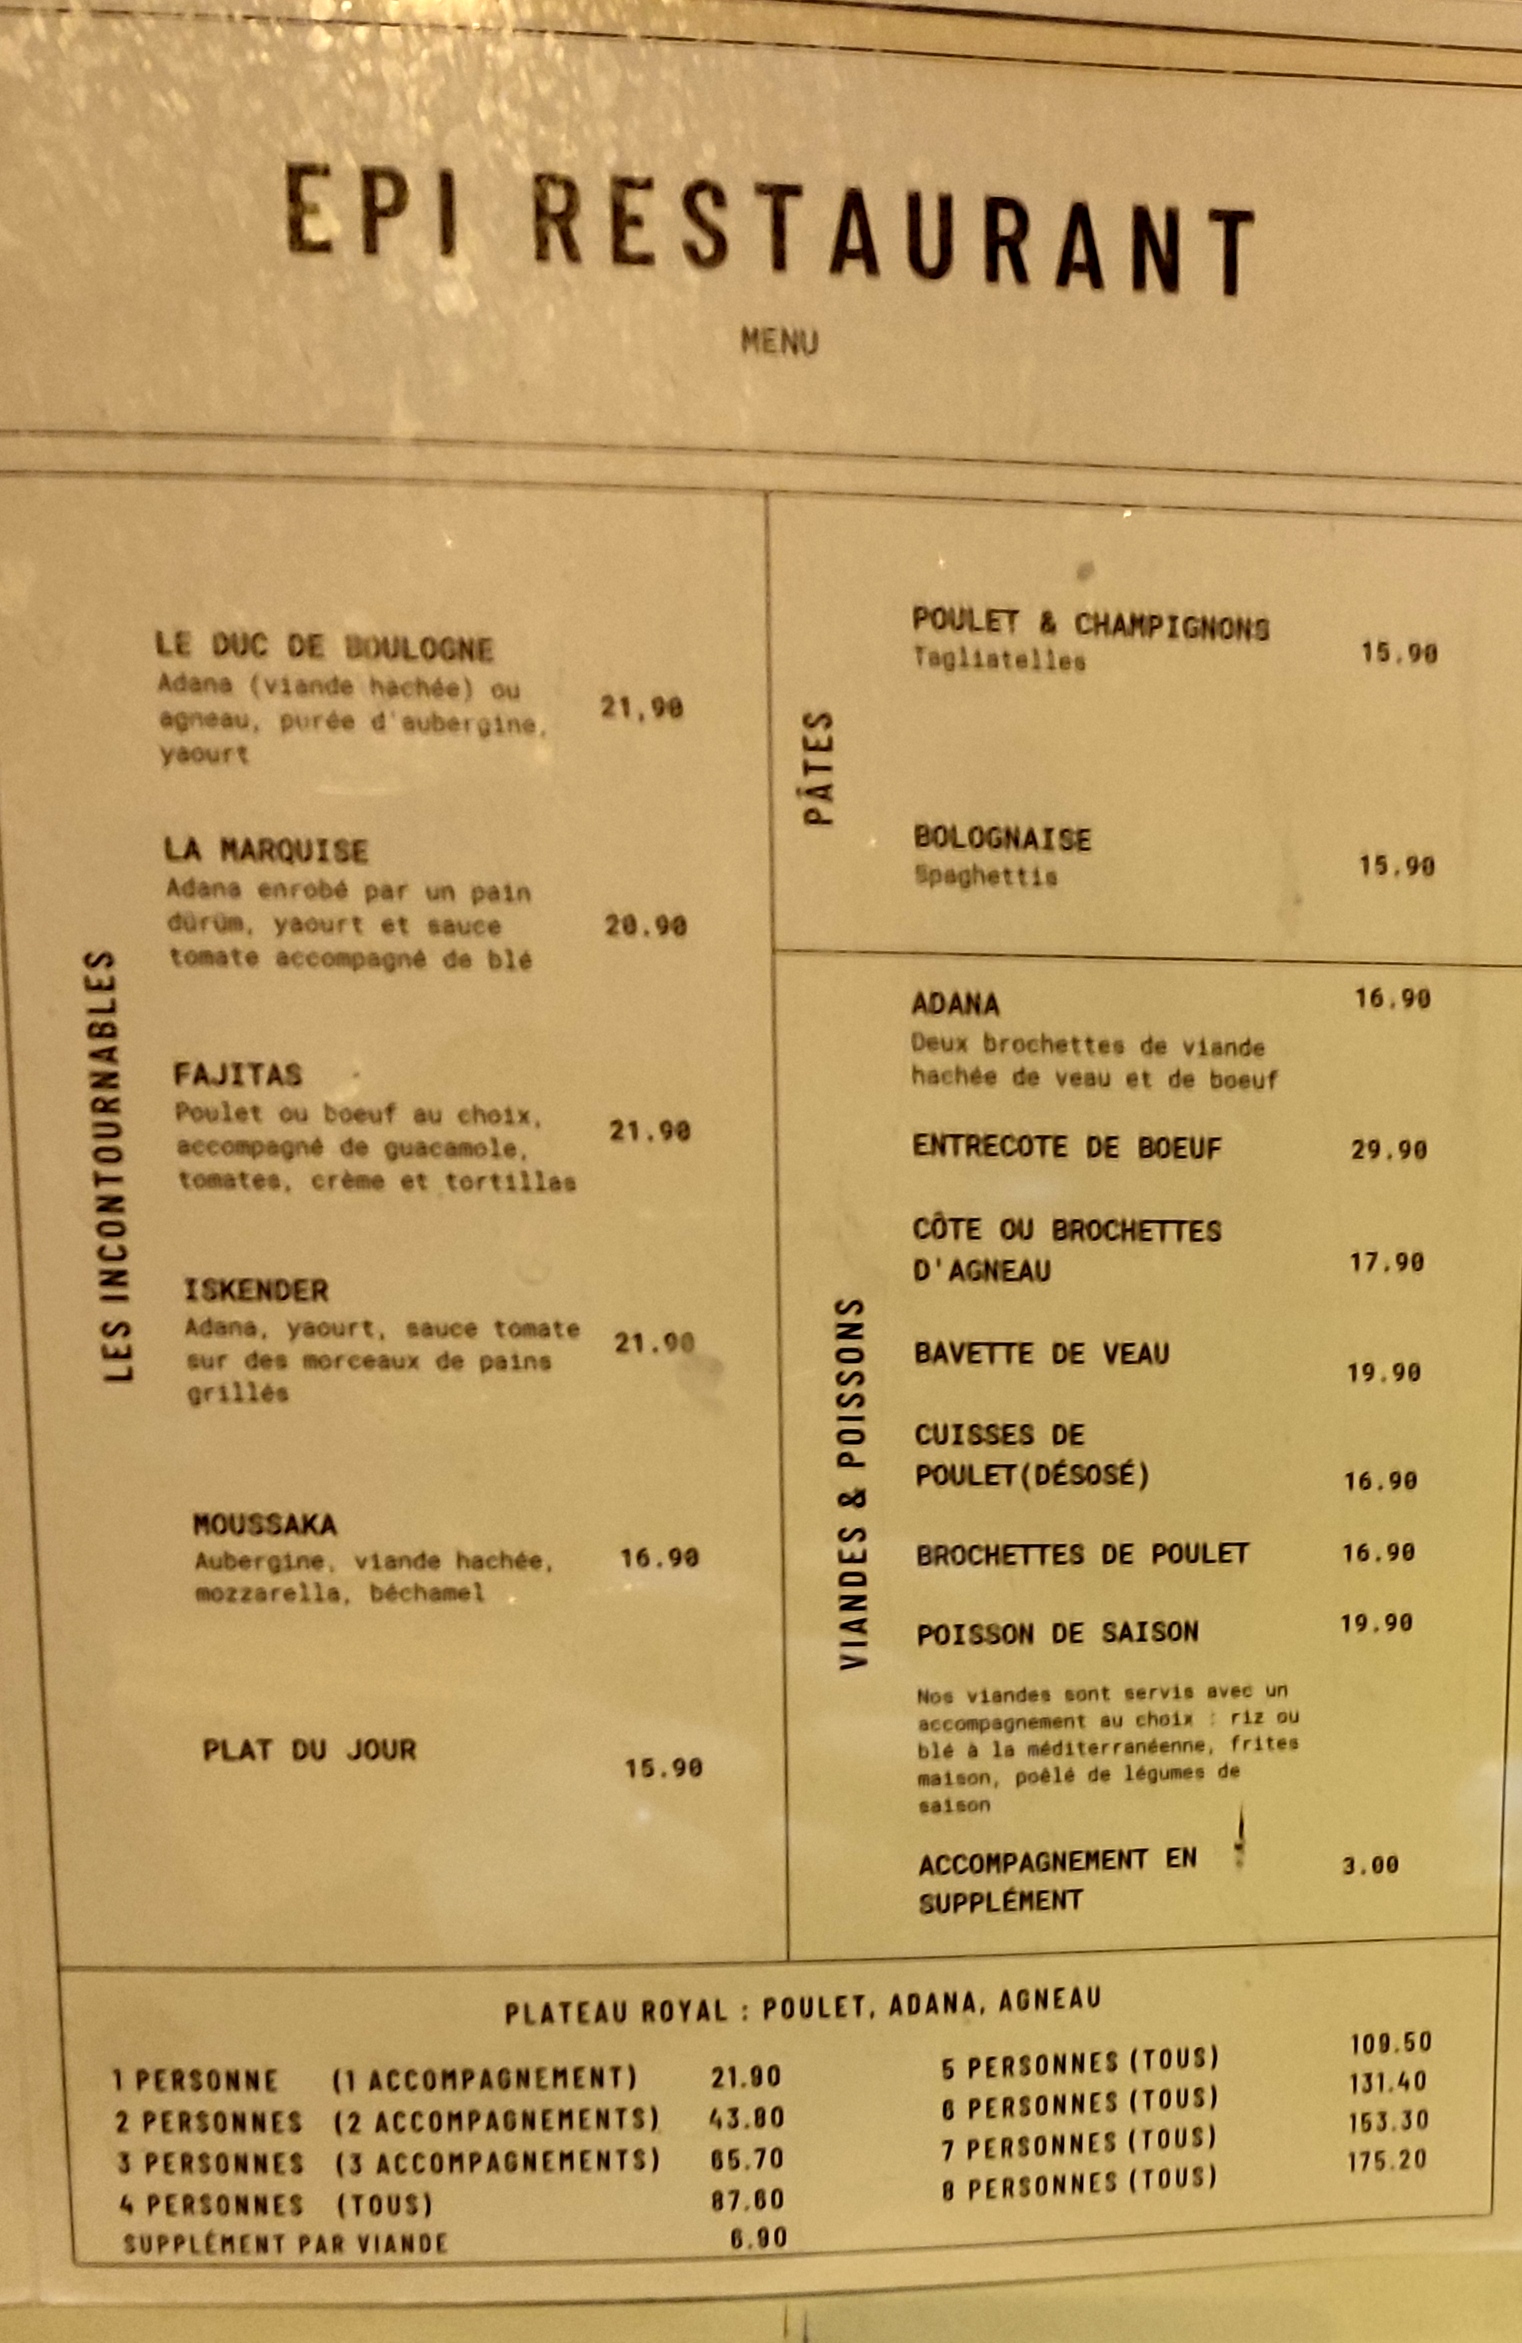 EPI RESTAURANT
MENU
LES INCONTOURNABLES
LE DUC DE BOULOGNE
Adana (viande hachée) ou
agneau, purée d'aubergine,
yaourt
21,90
LA MARQUISE
Adana enrobé par un pain
dürüm, yaourt et sauce
tomate accompagné de blé
20.90
FAJITAS
Poulet ou boeuf au choix,
accompagné de guacamole,
tomates, crème et tortillas
21.90
ISKENDER
Adana, yaourt, sauce tomate
sur des morceaux de pains
grillés
21.90
MOUSSAKA
Aubergine, viande hachée,
mozzarella, béchamel
16.90
PLAT DU JOUR
15.90
PÂTES
POULET & CHAMPIGNONS
Tagliatelles
15.90
BOLOGNAISE
Spaghettis
15.90
VIANDES & POISSONS
ADANA 16.90
Deux brochettes de viande
hachée de veau et de boeuf
ENTRECOTE DE BOEUF 29.90
CÔTE OU BROCHETTES
D'AGNEAU 17.90
BAVETTE DE VEAU 19.90
CUISSES DE
POULET(DÉSOSÉ) 16.90
BROCHETTES DE POULET 16.90
POISSON DE SAISON 19.90
Nos viandes sont servis avec un
accompagnement au choix : riz ou
blé à la méditerranéenne, frites
maison, poêlé de légumes de
saison
ACCOMPAGNEMENT EN 3.00
SUPPLÉMENT
PLATEAU ROYAL : POULET, ADANA, AGNEAU
1 PERSONNE (1 ACCOMPAGNEMENT) 21.90
2 PERSONNES (2 ACCOMPAGNEMENTS) 43.80
3 PERSONNES (3 ACCOMPAGNEMENTS) 65.70
4 PERSONNES (TOUS) 87.60
SUPPLÉMENT PAR VIANDE 6.90
5 PERSONNES (TOUS) 109.50
6 PERSONNES (TOUS) 131.40
7 PERSONNES (TOUS) 153.30
8 PERSONNES (TOUS) 175.20